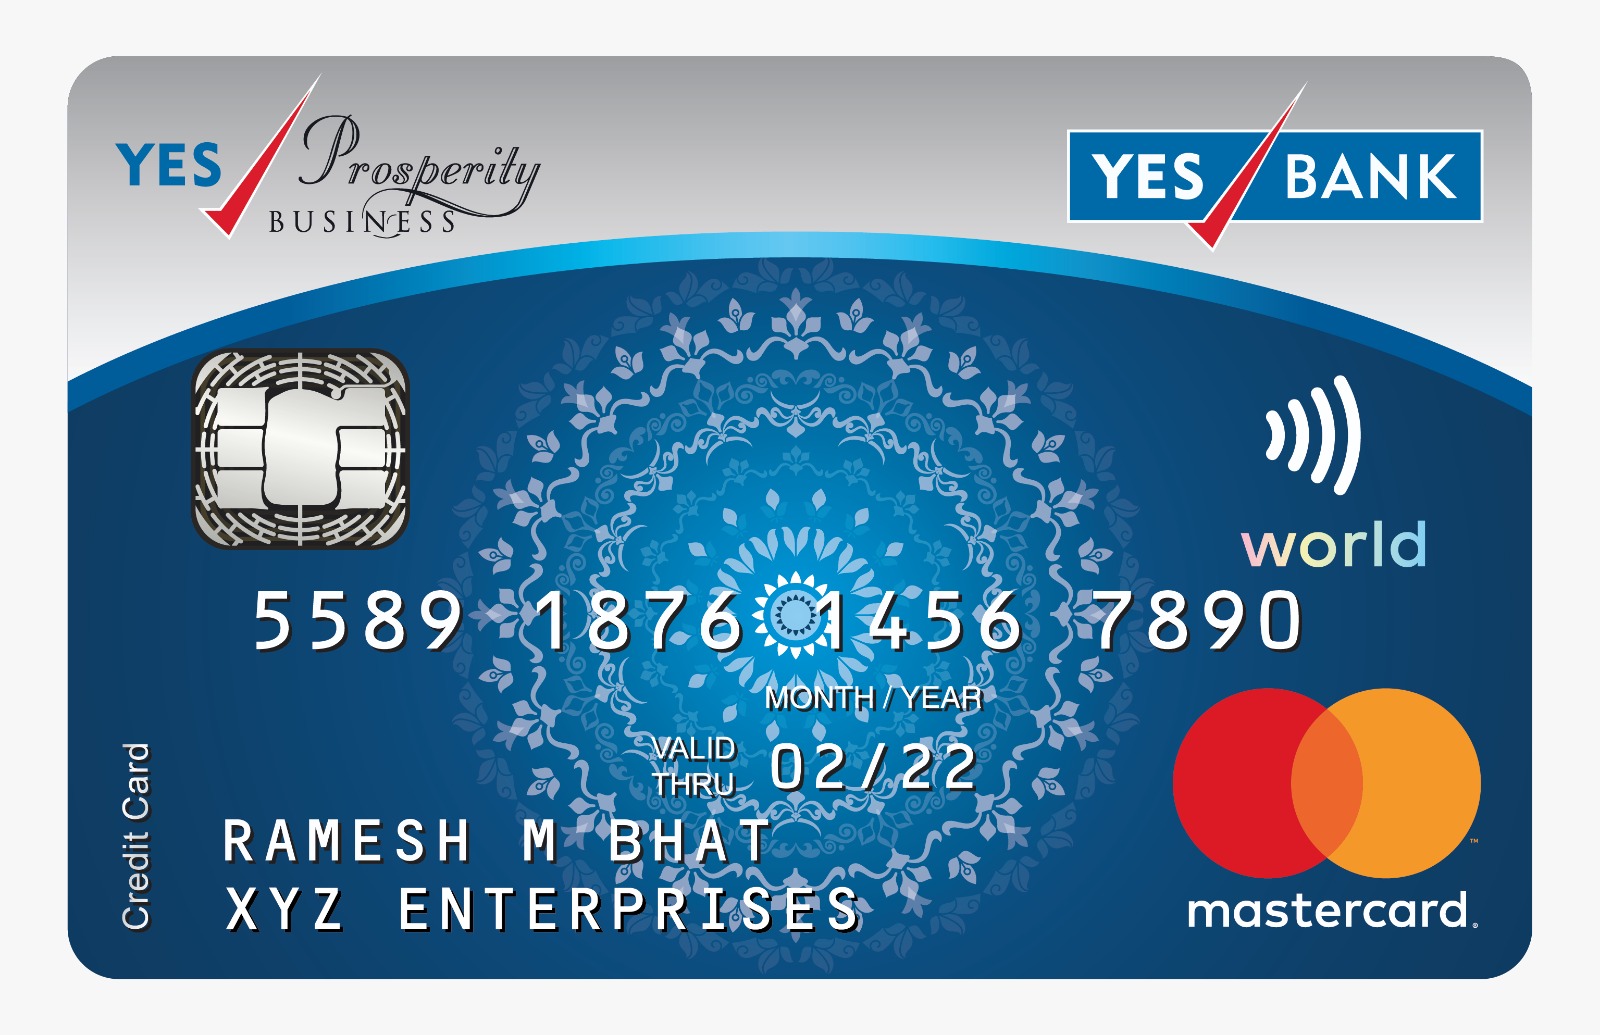 YES Prosperity
BUSINESS
YES BANK
world
5589 1876 1456 7890
MONTH / YEAR
VALID
THRU
02/22
Credit Card
RAMESH M BHAT
XYZ ENTERPRISES
™
mastercard®